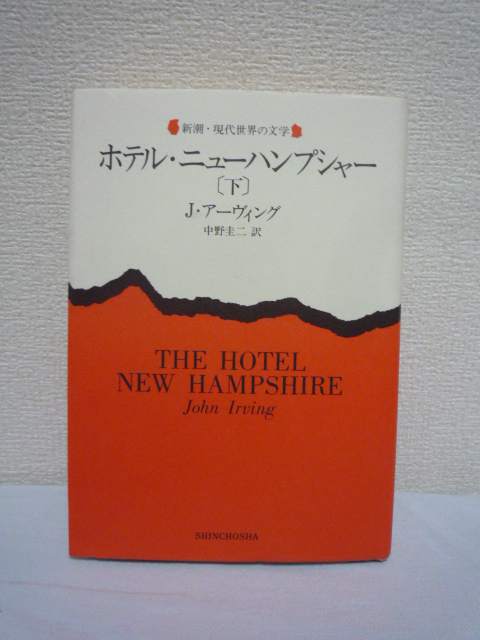 新潮・現代世界の文学
ホテル・ニューハンプシャー
〔下〕
J・アーヴィング
中野圭二 訳
THE HOTEL
NEW HAMPSHIRE
John Irving
SHINCHOSHA